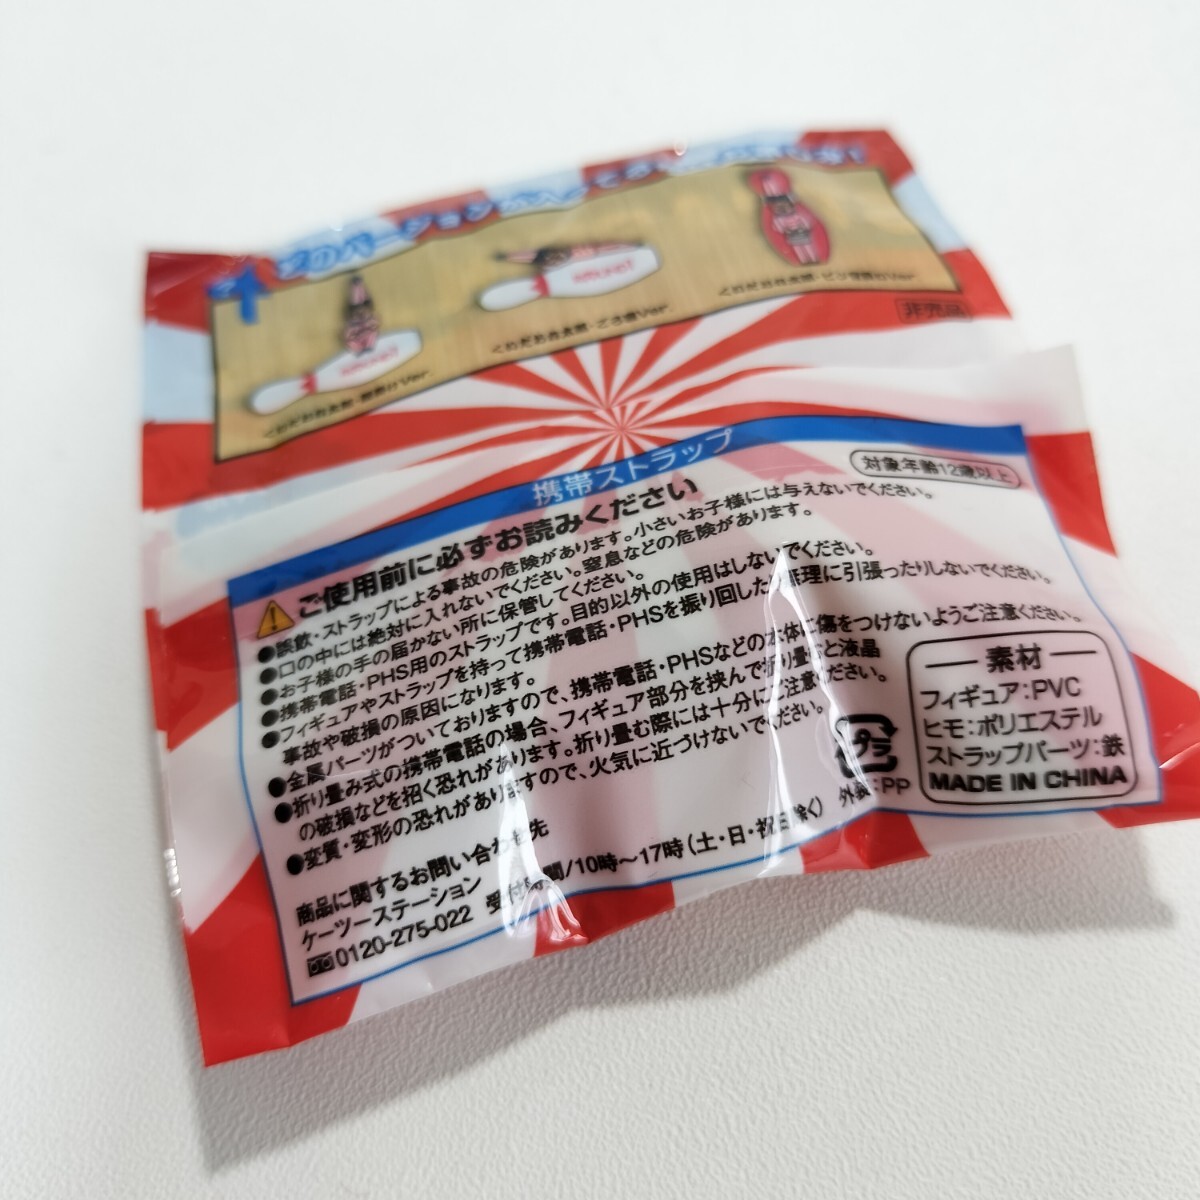 くいだおれ太郎・ごろ寝Ver.
非売品
携帯ストラップ
対象年齢12歳以上
ご使用前に必ずお読みください
●誤飲・ストラップによる事故の危険があります。小さいお子様には与えないでください。
●口の中には絶対に入れないでください。窒息などの危険があります。
●お子様の手の届かない所に保管してください。
●携帯電話・PHS用のストラップです。目的以外の使用はしないでください。
●フィギュアやストラップを持って携帯電話・PHSを振り回したり無理に引張ったりしないでください。
事故や破損の原因になります。
●金属パーツがついておりますので、携帯電話・PHSなどの本体に傷をつけないようご注意ください。
●折り畳み式の携帯電話の場合、フィギュア部分を挟んで折り畳むと液晶
の破損などを招く恐れがあります。折り畳む際には十分にご注意ください。
●変質・変形の恐れがありますので、火気に近づけないでください。
商品に関するお問い合わせ先
ケーツーステーション
0120-275-022 受付時間/10時〜17時(土・日・祝日除く)
プラ
外装:PP
素材
フィギュア:PVC
ヒモ:ポリエステル
ストラップパーツ:鉄
MADE IN CHINA